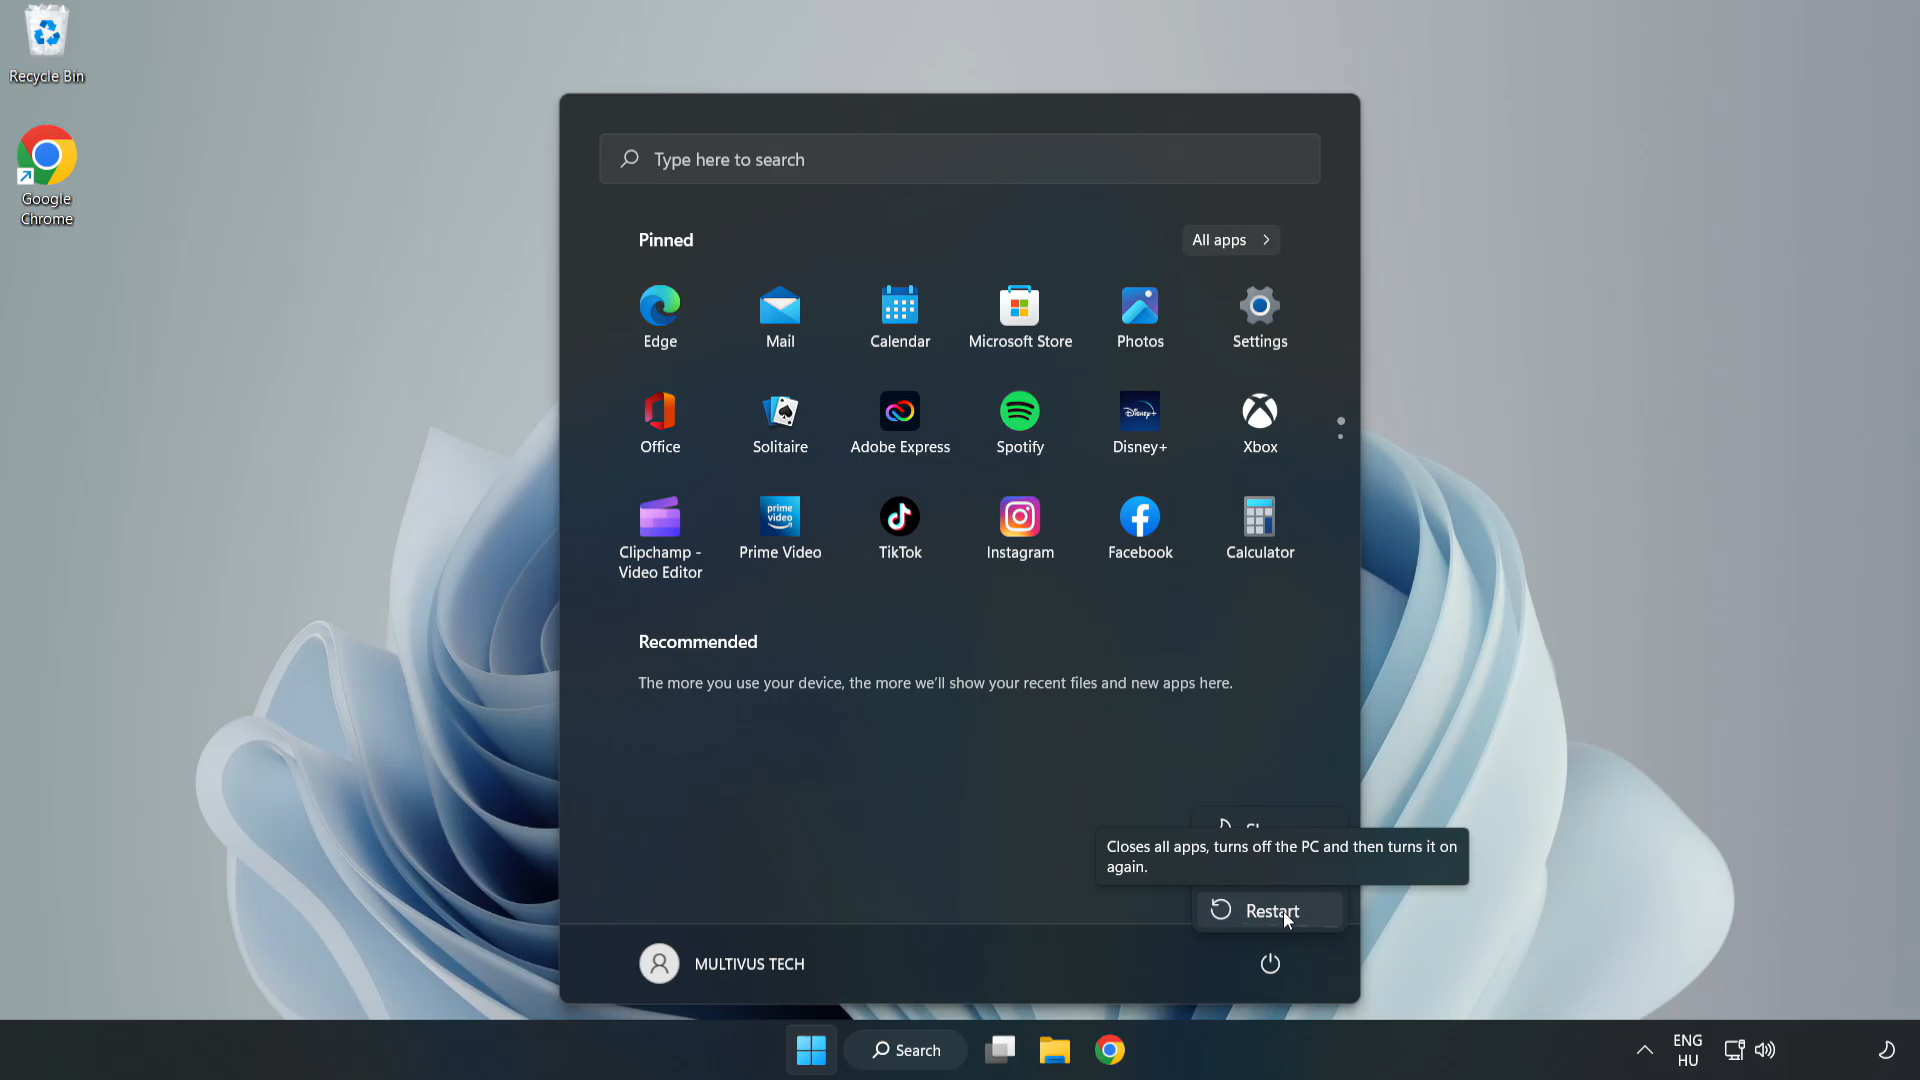 Recycle Bin
Google
Chrome
Type here to search
Pinned
All apps
Edge
Mail
Calendar
Microsoft Store
Photos
Settings
Office
Solitaire
Adobe Express
Disney+
Spotify
Disney+
Xbox
prime
video
Clipchamp -
Video Editor
Prime Video
TikTok
Instagram
Facebook
Calculator
Recommended
The more you use your device, the more we'll show your recent files and new apps here.
Closes all apps, turns off the PC and then turns it on
again.
Restart
MULTIVUS TECH
Search
ENG
HU